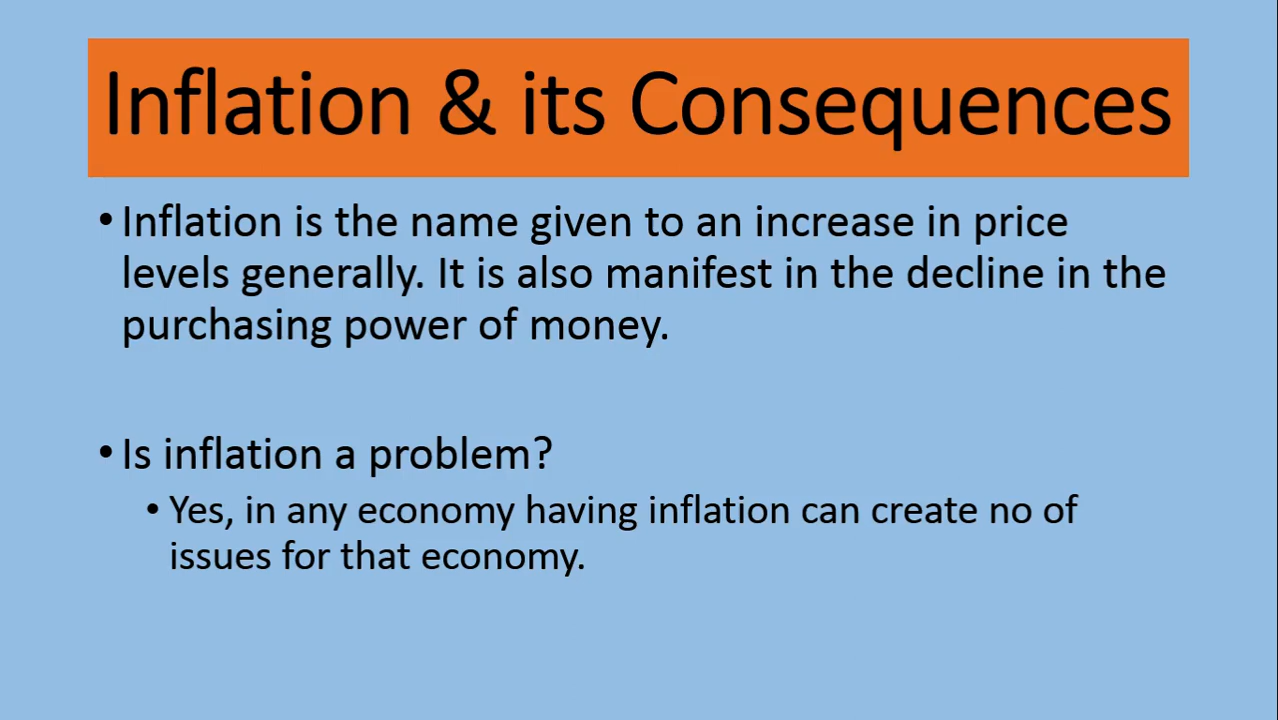 Inflation & its Consequences
• Inflation is the name given to an increase in price
levels generally. It is also manifest in the decline in the
purchasing power of money.
• Is inflation a problem?
• Yes, in any economy having inflation can create no of
issues for that economy.